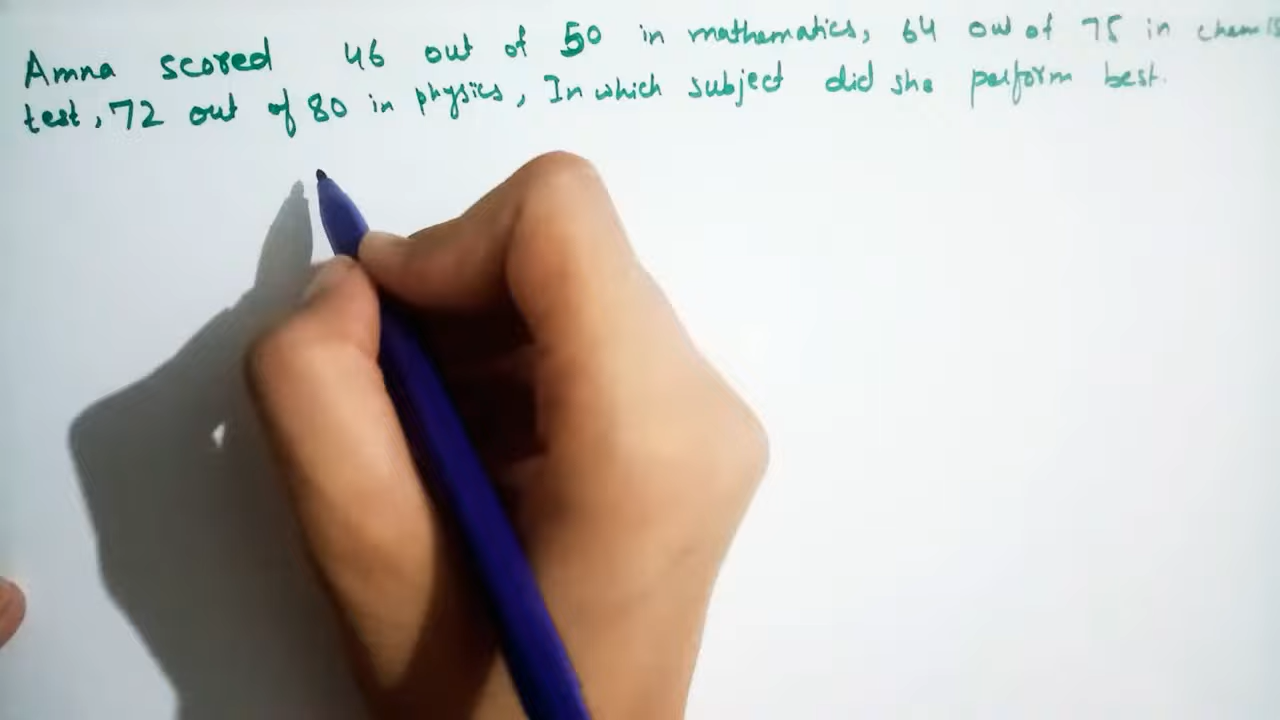 Amna scored 46 out of 50 in mathematics, 64 out of 75 in chemis
test, 72 out of 80 in physics, In which subject did she perform best.